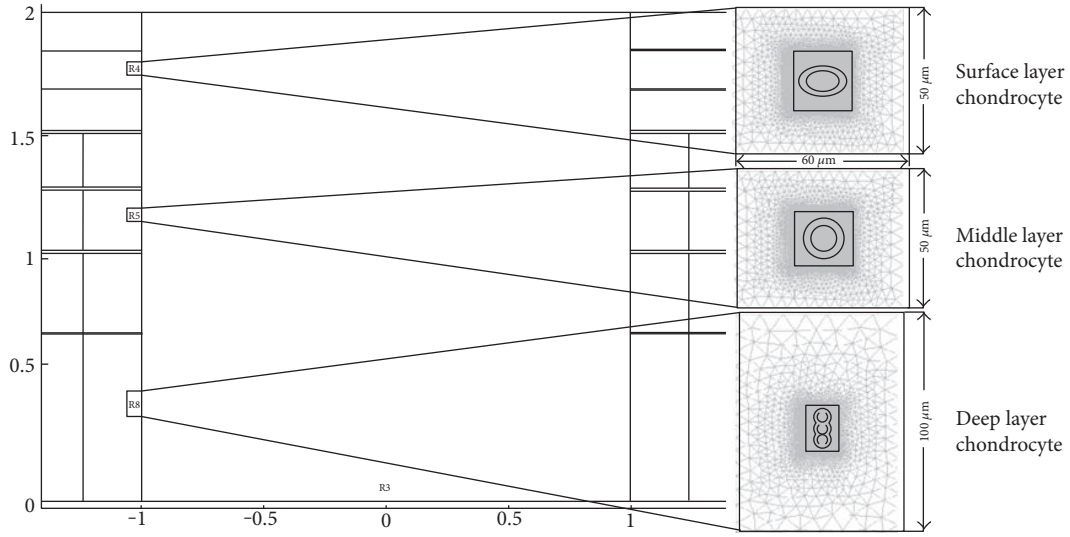 2
1.5
1
0.5
0
-1
-0.5
0
0.5
1
R4
R5
R8
R3
50 μm
60 μm
50 μm
100 μm
Surface layer
chondrocyte
Middle layer
chondrocyte
Deep layer
chondrocyte